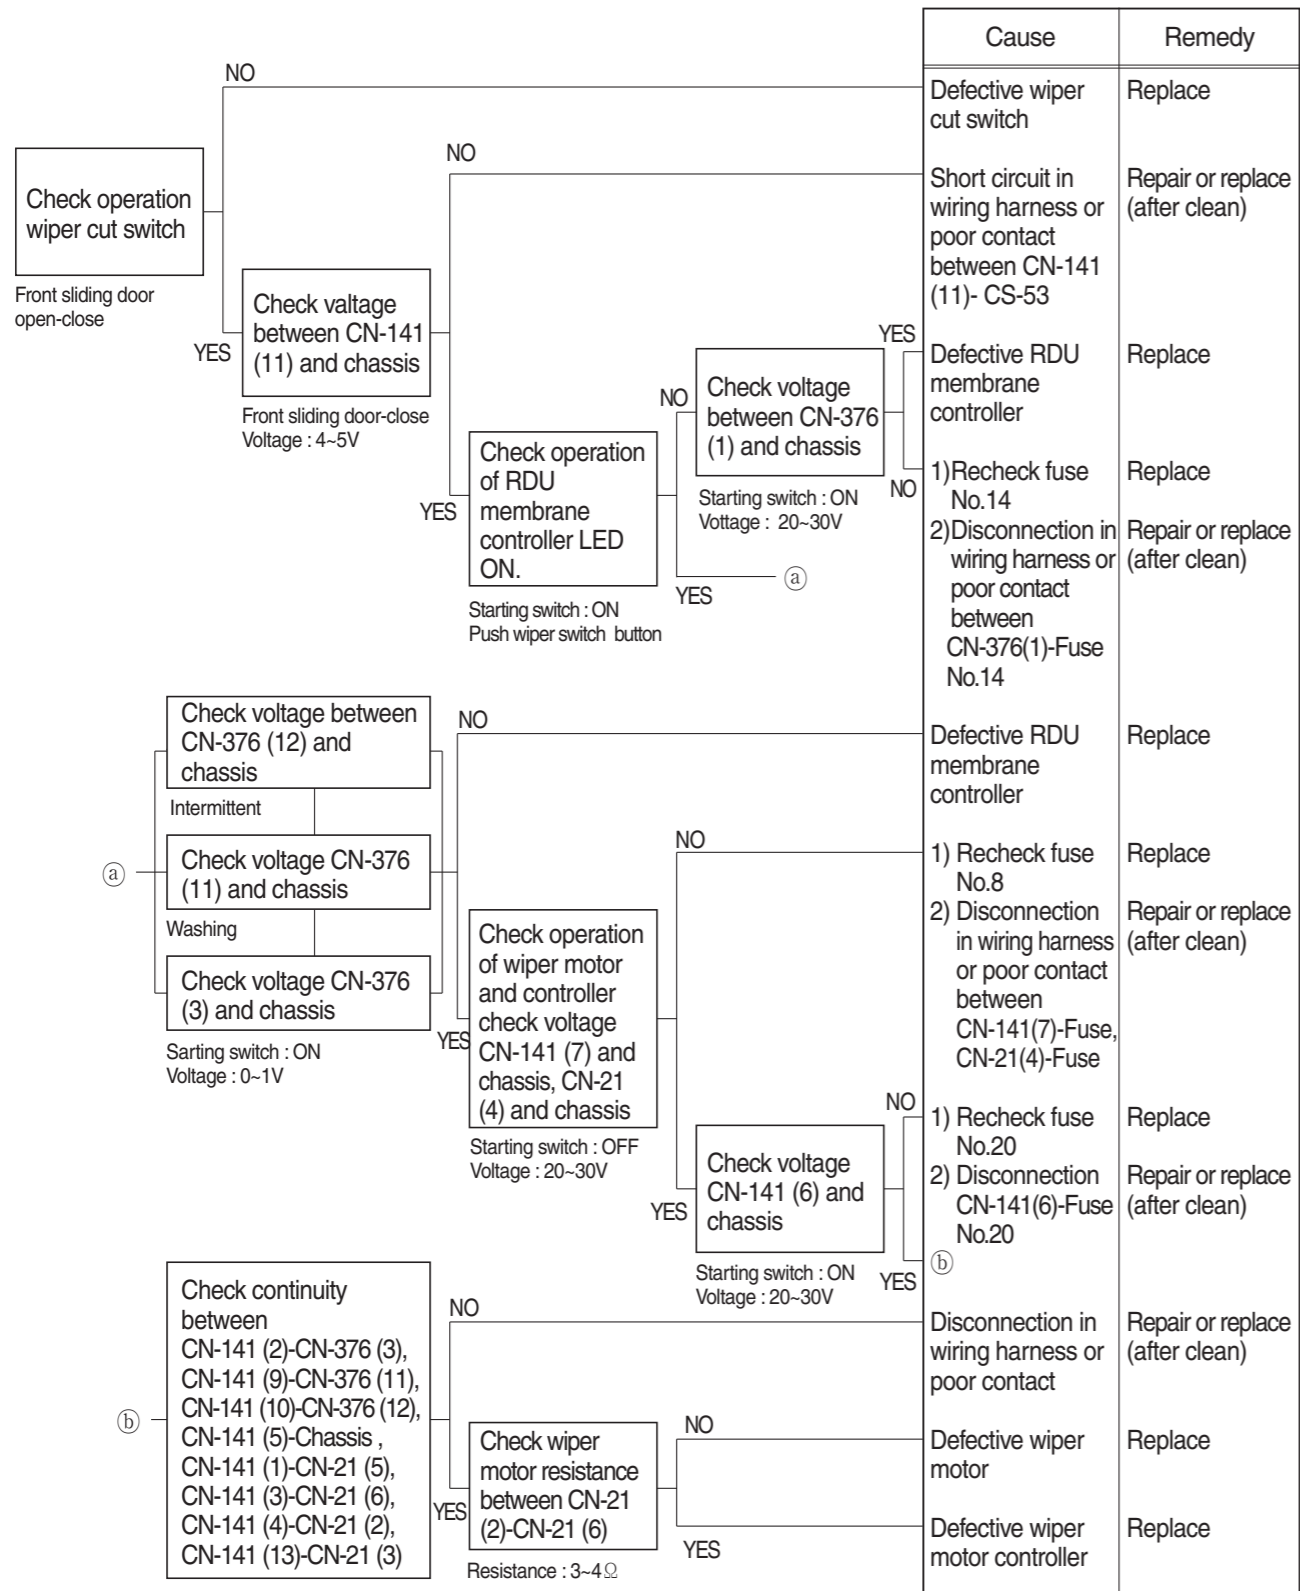 Cause
Remedy
NO
Defective wiper
cut switch
Replace
Check operation
wiper cut switch
Front sliding door
open-close
NO
Short circuit in
wiring harness or
poor contact
between CN-141
(11)- CS-53
Repair or replace
(after clean)
YES
Check valtage
between CN-141
(11) and chassis
Front sliding door-close
Voltage : 4~5V
YES
Check operation
of RDU
membrane
controller LED
ON.
Starting switch : ON
Push wiper switch button
NO
Check voltage
between CN-376
(1) and chassis
Starting switch : ON
Vottage : 20~30V
YES
Defective RDU
membrane
controller
Replace
NO
1)Recheck fuse
No.14
Replace
2)Disconnection in
wiring harness or
poor contact
between
CN-376(1)-Fuse
No.14
Repair or replace
(after clean)
YES
ⓐ
Check voltage between
CN-376 (12) and
chassis
Intermittent
ⓐ
Check voltage CN-376
(11) and chassis
Washing
Check voltage CN-376
(3) and chassis
Sarting switch : ON
Voltage : 0~1V
NO
Defective RDU
membrane
controller
Replace
YES
Check operation
of wiper motor
and controller
check voltage
CN-141 (7) and
chassis, CN-21
(4) and chassis
Starting switch : OFF
Voltage : 20~30V
NO
1) Recheck fuse
No.8
Replace
2) Disconnection
in wiring harness
or poor contact
between
CN-141(7)-Fuse,
CN-21(4)-Fuse
Repair or replace
(after clean)
YES
Check voltage
CN-141 (6) and
chassis
Starting switch : ON
Voltage : 20~30V
NO
1) Recheck fuse
No.20
Replace
2) Disconnection
CN-141(6)-Fuse
No.20
Repair or replace
(after clean)
YES
ⓑ
ⓑ
Check continuity
between
CN-141 (2)-CN-376 (3),
CN-141 (9)-CN-376 (11),
CN-141 (10)-CN-376 (12),
CN-141 (5)-Chassis ,
CN-141 (1)-CN-21 (5),
CN-141 (3)-CN-21 (6),
CN-141 (4)-CN-21 (2),
CN-141 (13)-CN-21 (3)
NO
Disconnection in
wiring harness or
poor contact
Repair or replace
(after clean)
YES
Check wiper
motor resistance
between CN-21
(2)-CN-21 (6)
Resistance : 3~4Ω
NO
Defective wiper
motor
Replace
YES
Defective wiper
motor controller
Replace